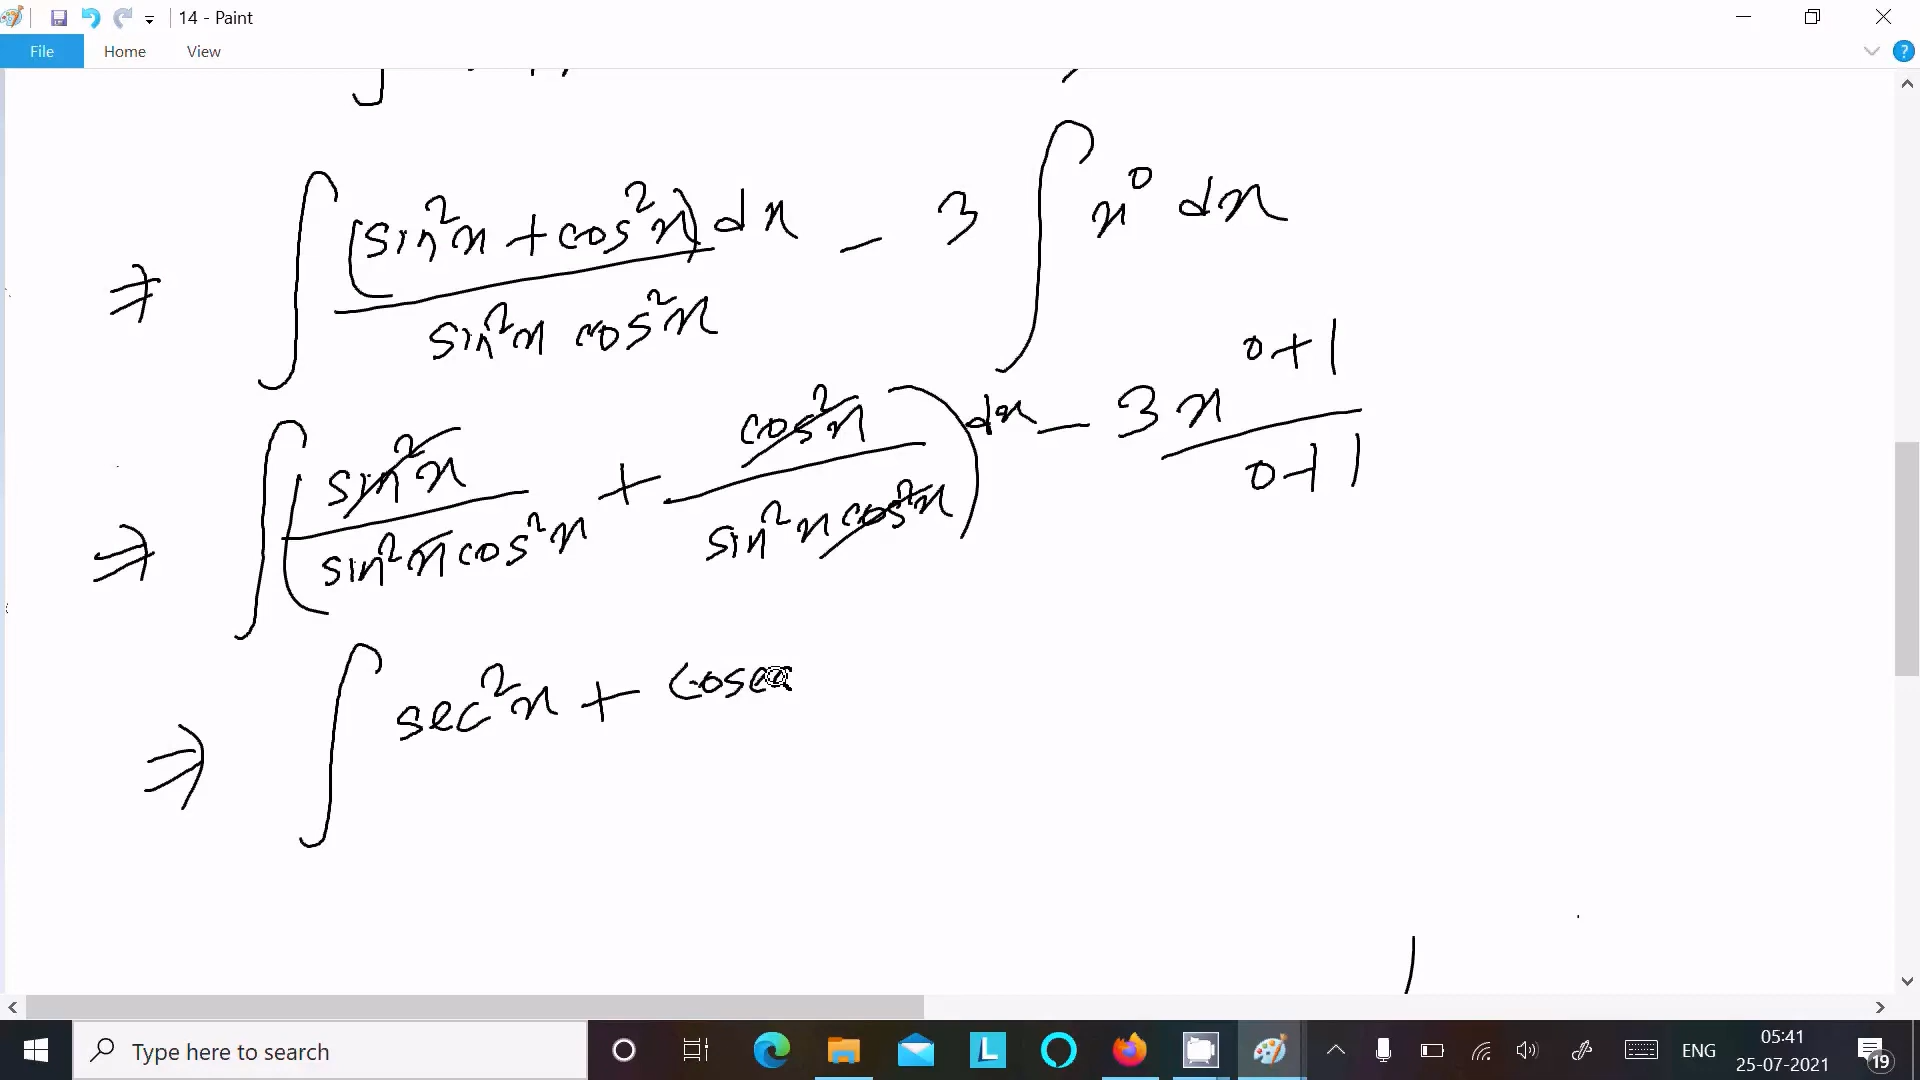 14 - Paint
File Home View
⇒ ∫ (sin²x + cos²x) dx / sin²x cos²x - 3 ∫ x⁰ dx
⇒ ∫ ( sin²x / sin²x cos²x + cos²x / sin²x cos²x ) dx - 3 x⁰⁺¹ / 0+1
⇒ ∫ sec²x + cosec
Type here to search
ENG
05:41
25-07-2021
19